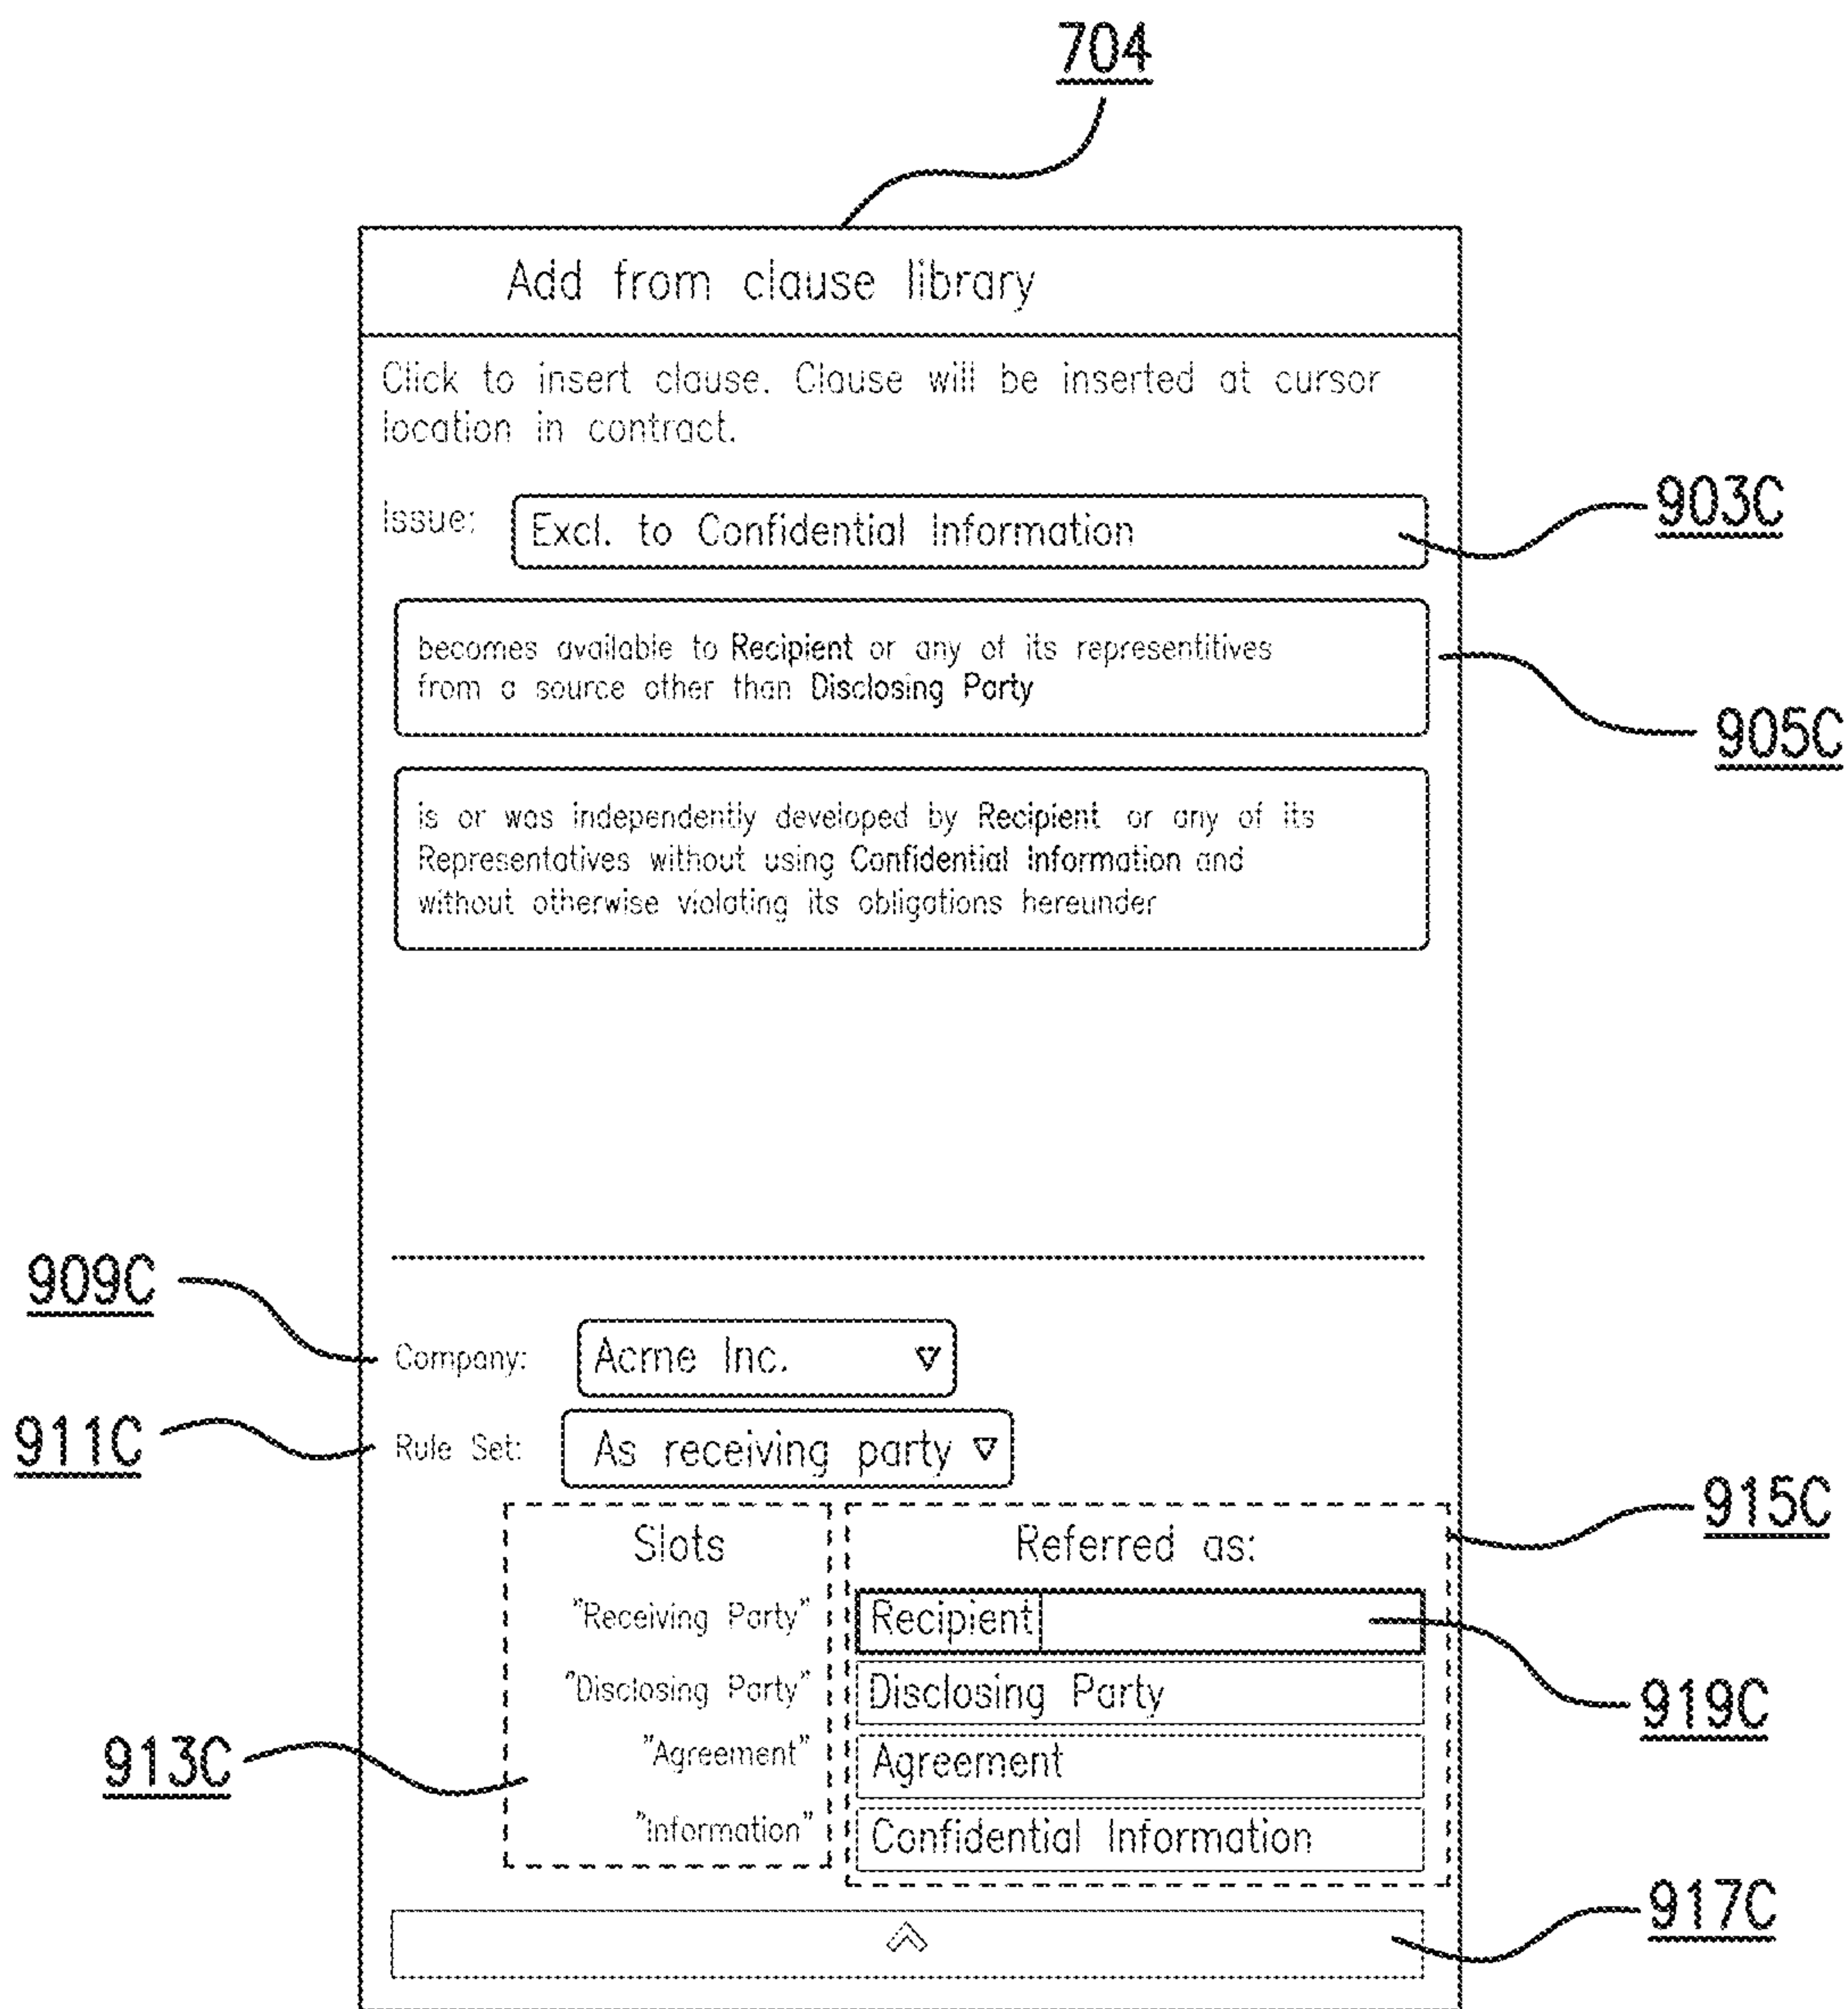 704
Add from clause library
Click to insert clause. Clause will be inserted at cursor
location in contract.
Issue: Excl. to Confidential Information
903C
becomes available to Recipient or any of its representitives
from a source other than Disclosing Party
905C
is or was independently developed by Recipient or any of its
Representatives without using Confidential Information and
without otherwise violating its obligations hereunder
909C
Company: Acme Inc.
911C
Rule Set: As receiving party
915C
Slots Referred as:
"Receiving Party" Recipient
"Disclosing Party" Disclosing Party
919C
"Agreement" Agreement
913C
"Information" Confidential Information
917C